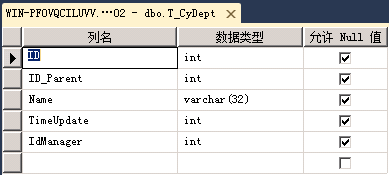 WIN-PFOVQCILUVV.…02 - dbo.T_CyDept
列名 数据类型 允许 Null 值
ID int
ID_Parent int
Name varchar(32)
TimeUpdate int
IdManager int